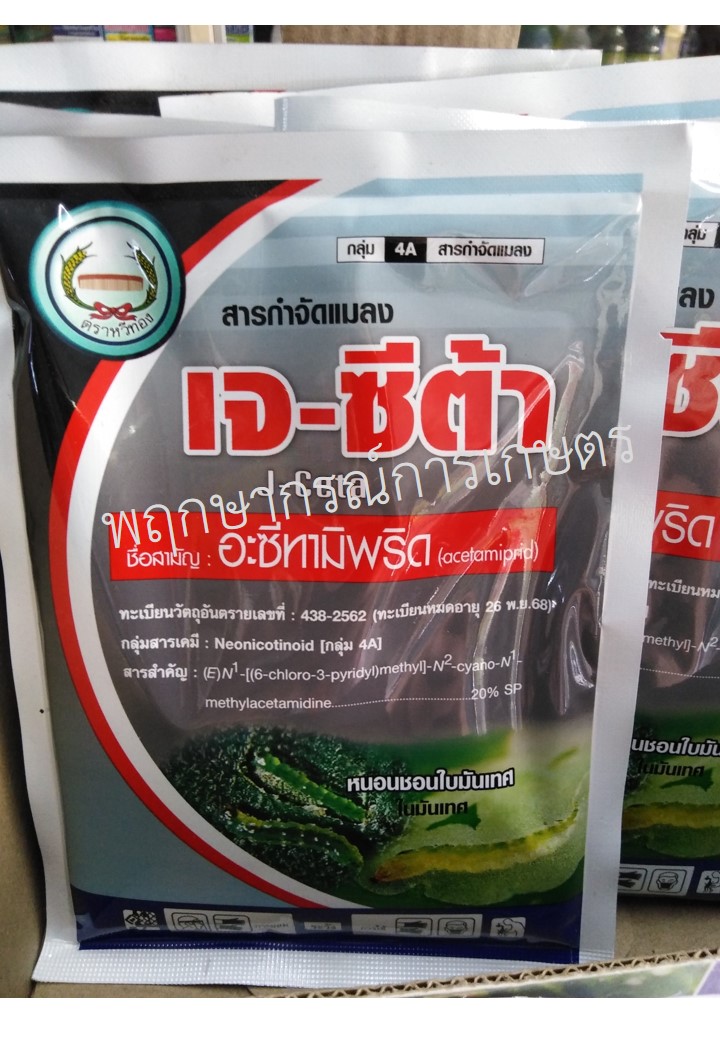 กลุ่ม 4A สารกำจัดแมลง
ตราหวีทอง
สารกำจัดแมลง
เจ-ซีต้า
พฤกษากรณ์การเกษตร
ชื่อสามัญ : อะซีทามิพริด (acetamiprid)
ทะเบียนวัตถุอันตรายเลขที่ : 438-2562 (ทะเบียนหมดอายุ 26 พ.ย.68)
กลุ่มสารเคมี : Neonicotinoid [กลุ่ม 4A]
สารสำคัญ : (E)N¹-[(6-chloro-3-pyridyl)methyl]-N²-cyano-N¹-
methylacetamidine......................................20% SP
หนอนชอนใบมันเทศ
ในมันเทศ